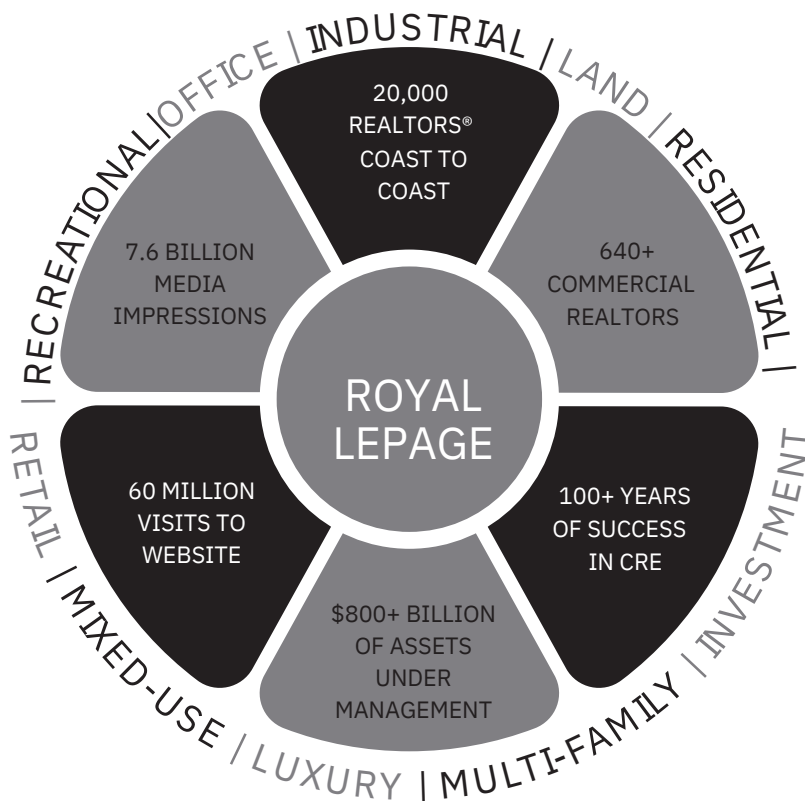 | RECREATIONAL | OFFICE | INDUSTRIAL | LAND | RESIDENTIAL |
20,000
REALTORS®
COAST TO
COAST
7.6 BILLION
MEDIA
IMPRESSIONS
640+
COMMERCIAL
REALTORS
ROYAL
LEPAGE
60 MILLION
VISITS TO
WEBSITE
100+ YEARS
OF SUCCESS
IN CRE
$800+ BILLION
OF ASSETS
UNDER
MANAGEMENT
RETAIL | MIXED-USE | LUXURY | MULTI-FAMILY | INVESTMENT